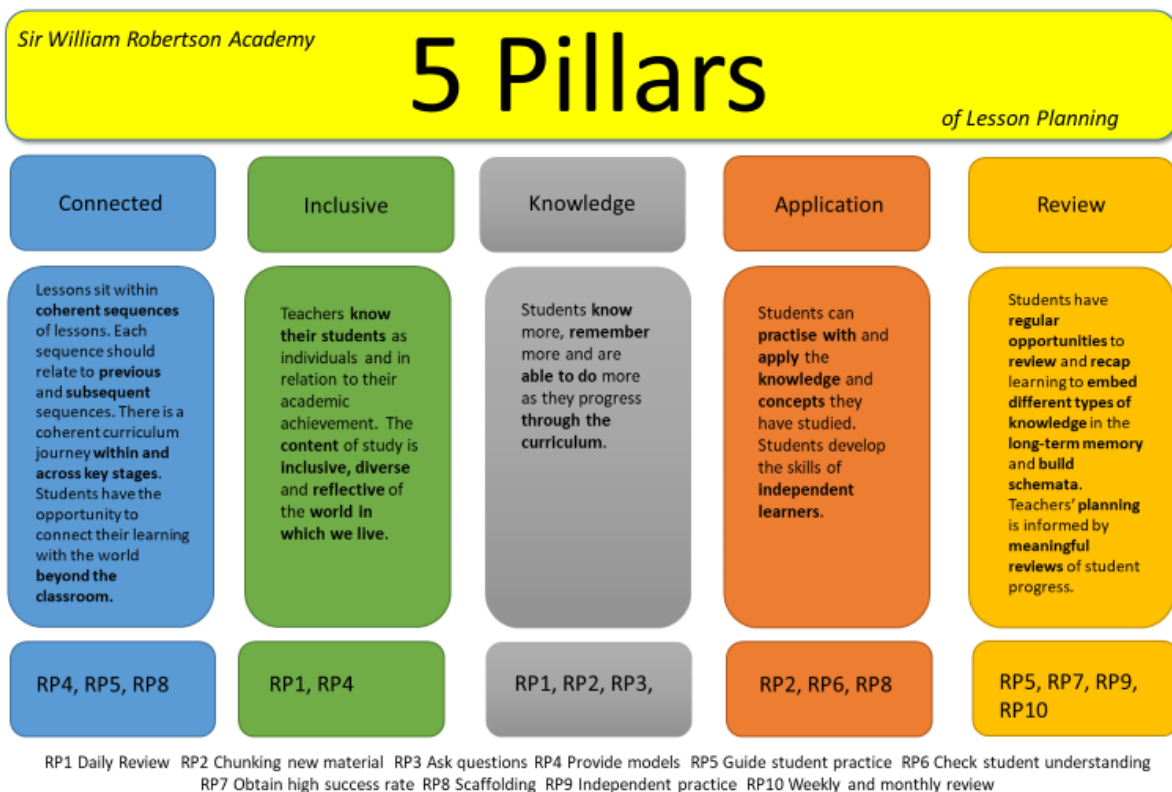 Sir William Robertson Academy
5 Pillars
of Lesson Planning
Connected
Inclusive
Knowledge
Application
Review
Lessons sit within
coherent sequences
of lessons. Each
sequence should
relate to previous
and subsequent
sequences. There is a
coherent curriculum
journey within and
across key stages.
Students have the
opportunity to
connect their learning
with the world
beyond the
classroom.
Teachers know
their students as
individuals and in
relation to their
academic
achievement. The
content of study is
inclusive, diverse
and reflective of
the world in
which we live.
Students know
more, remember
more and are
able to do more
as they progress
through the
curriculum.
Students can
practise with and
apply the
knowledge and
concepts they
have studied.
Students develop
the skills of
independent
learners.
Students have
regular
opportunities to
review and recap
learning to embed
different types of
knowledge in the
long-term memory
and build
schemata.
Teachers' planning
is informed by
meaningful
reviews of student
progress.
RP4, RP5, RP8
RP1, RP4
RP1, RP2, RP3,
RP2, RP6, RP8
RP5, RP7, RP9,
RP10
RP1 Daily Review RP2 Chunking new material RP3 Ask questions RP4 Provide models RP5 Guide student practice RP6 Check student understanding
RP7 Obtain high success rate RP8 Scaffolding RP9 Independent practice RP10 Weekly and monthly review